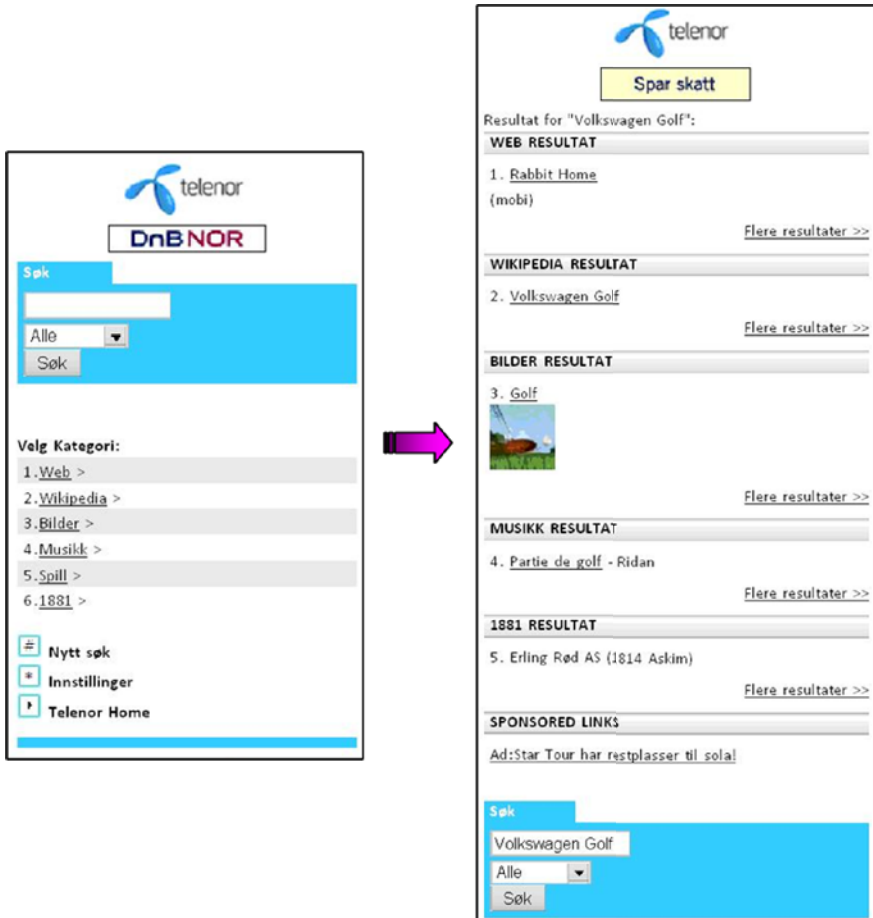 telenor
DnB NOR
Søk
Alle
Søk
Velg Kategori:
1.Web >
2.Wikipedia >
3.Bilder >
4.Musikk >
5.Spill >
6.1881 >
# Nytt søk
* Innstillinger
Telenor Home
telenor
Spar skatt
Resultat for "Volkswagen Golf":
WEB RESULTAT
1. Rabbit Home
(mobi)
Flere resultater >>
WIKIPEDIA RESULTAT
2. Volkswagen Golf
Flere resultater >>
BILDER RESULTAT
3. Golf
Flere resultater >>
MUSIKK RESULTAT
4. Partie de golf - Ridan
Flere resultater >>
1881 RESULTAT
5. Erling Rød AS (1814 Askim)
Flere resultater >>
SPONSORED LINKS
Ad:Star Tour har restplasser til sola!
Søk
Volkswagen Golf
Alle
Søk